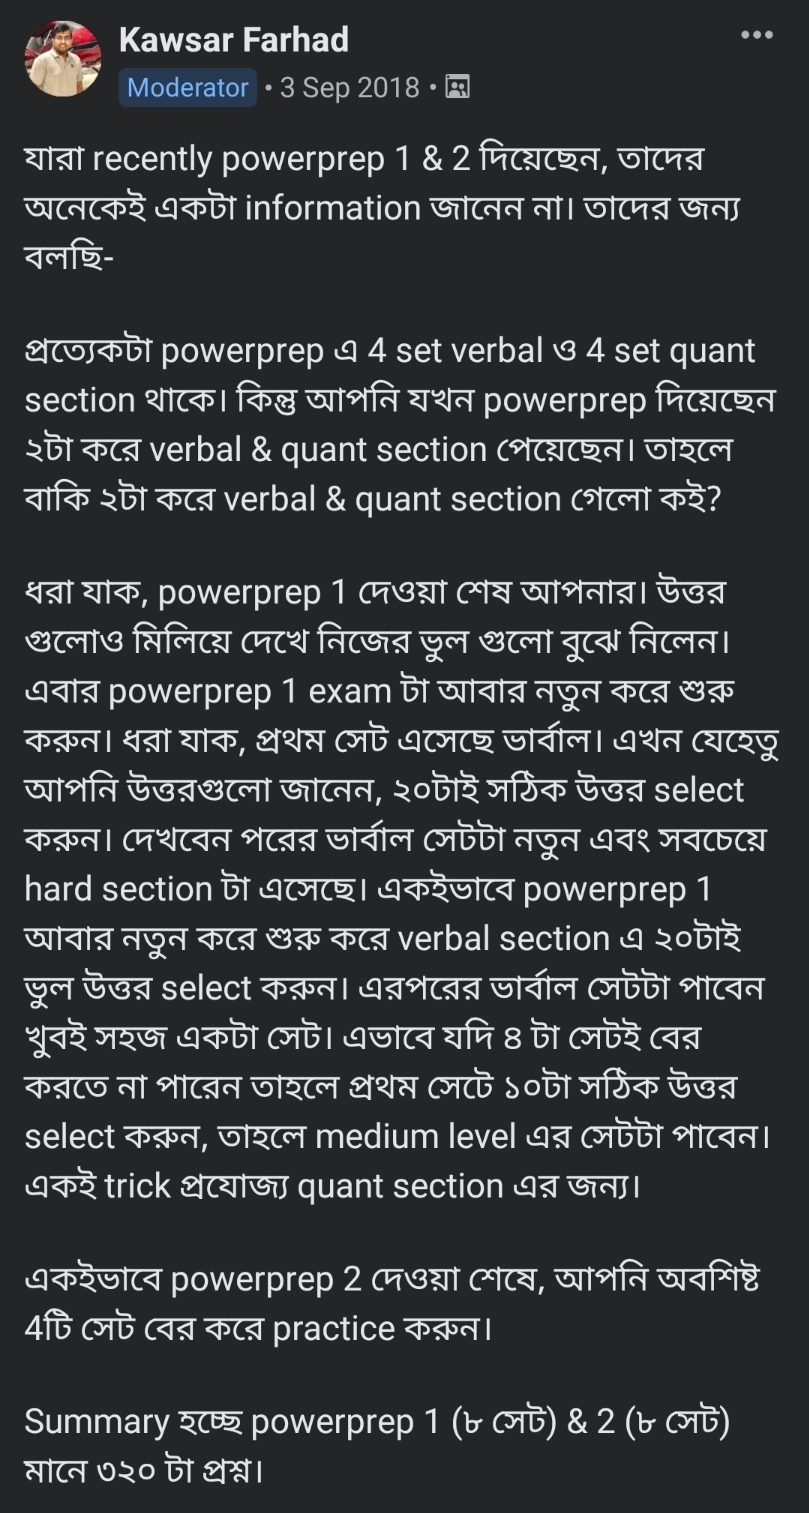 Kawsar Farhad
Moderator • 3 Sep 2018 •
যারা recently powerprep 1 & 2 দিয়েছেন, তাদের
অনেকেই একটা information জানেন না। তাদের জন্য
বলছি-
প্রত্যেকটা powerprep এ 4 set verbal ও 4 set quant
section থাকে। কিন্তু আপনি যখন powerprep দিয়েছেন
২টা করে verbal & quant section পেয়েছেন। তাহলে
বাকি ২টা করে verbal & quant section গেলো কই?
ধরা যাক, powerprep 1 দেওয়া শেষ আপনার। উত্তর
গুলোও মিলিয়ে দেখে নিজের ভুল গুলো বুঝে নিলেন।
এবার powerprep 1 exam টা আবার নতুন করে শুরু
করুন। ধরা যাক, প্রথম সেট এসেছে ভার্বাল। এখন যেহেতু
আপনি উত্তরগুলো জানেন, ২০টাই সঠিক উত্তর select
করুন। দেখবেন পরের ভার্বাল সেটটা নতুন এবং সবচেয়ে
hard section টা এসেছে। একইভাবে powerprep 1
আবার নতুন করে শুরু করে verbal section এ ২০টাই
ভুল উত্তর select করুন। এরপরের ভার্বাল সেটটা পাবেন
খুবই সহজ একটা সেট। এভাবে যদি ৪ টা সেটই বের
করতে না পারেন তাহলে প্রথম সেটে ১০টা সঠিক উত্তর
select করুন, তাহলে medium level এর সেটটা পাবেন।
একই trick প্রযোজ্য quant section এর জন্য।
একইভাবে powerprep 2 দেওয়া শেষে, আপনি অবশিষ্ট
4টি সেট বের করে practice করুন।
Summary হচ্ছে powerprep 1 (৮ সেট) & 2 (৮ সেট)
মানে ৩২০ টা প্রশ্ন।